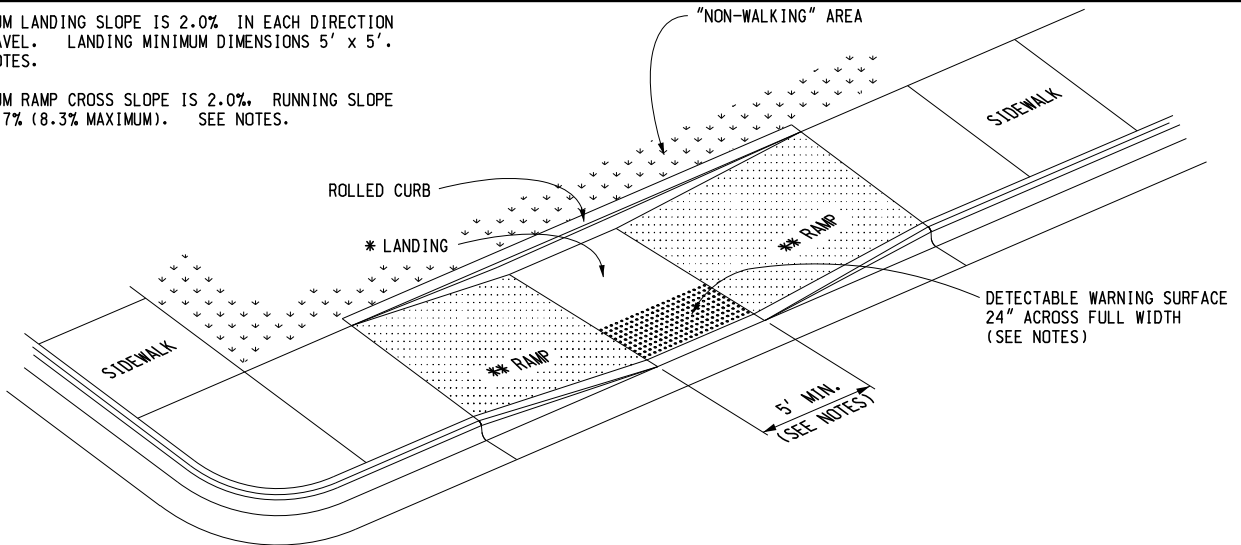 UM LANDING SLOPE IS 2.0% IN EACH DIRECTION
AVEL. LANDING MINIMUM DIMENSIONS 5' x 5'.
OTES.
UM RAMP CROSS SLOPE IS 2.0%, RUNNING SLOPE
7% (8.3% MAXIMUM). SEE NOTES.
"NON-WALKING" AREA
SIDEWALK
ROLLED CURB
* LANDING
** RAMP
DETECTABLE WARNING SURFACE
24" ACROSS FULL WIDTH
(SEE NOTES)
SIDEWALK
** RAMP
5' MIN.
(SEE NOTES)